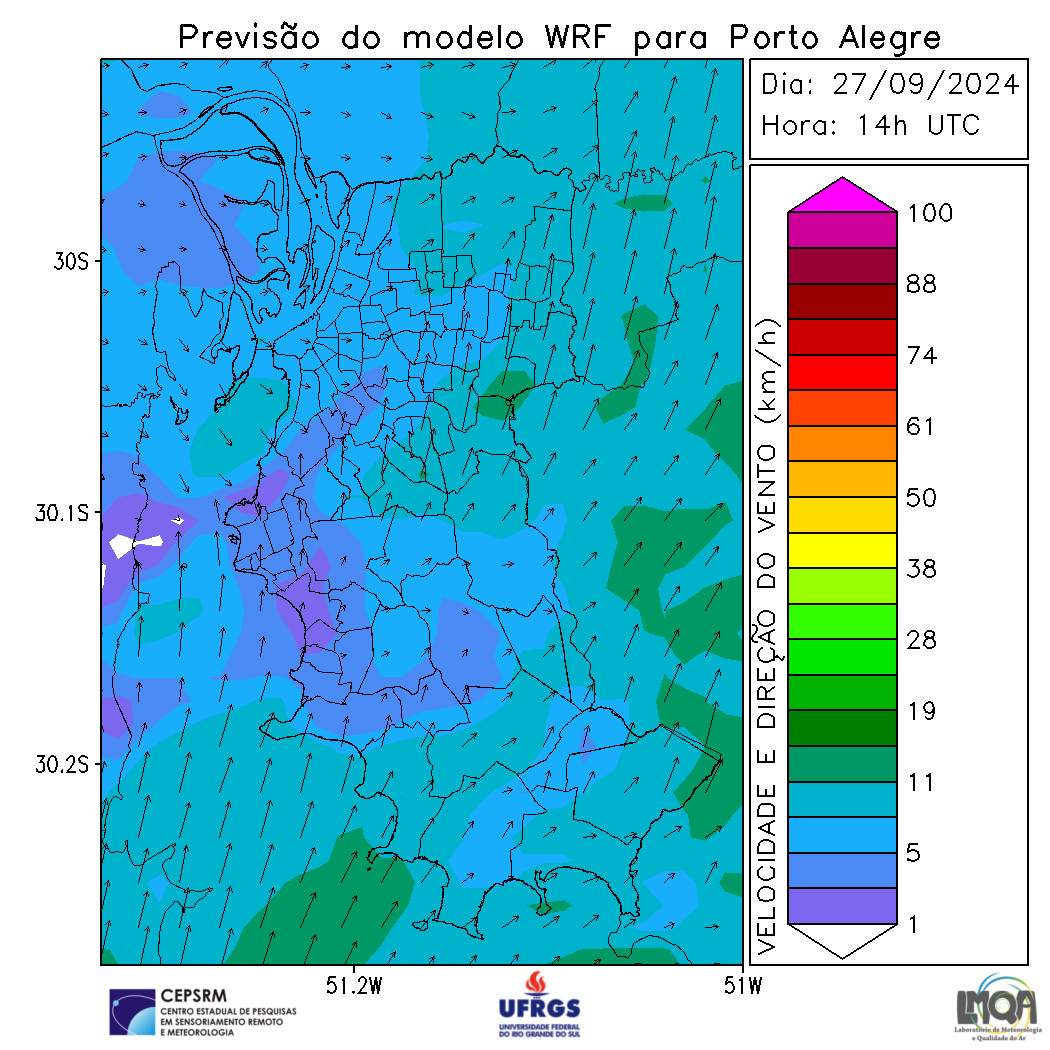 Previsão do modelo WRF para Porto Alegre
Dia: 27/09/2024
Hora: 14h UTC
30S
30.1S
30.2S
51.2W
51W
VELOCIDADE E DIREÇÃO DO VENTO (km/h)
100
88
74
61
50
38
28
19
11
5
1
CEPSRM
CENTRO ESTADUAL DE PESQUISAS
EM SENSORIAMENTO REMOTO
E METEOROLOGIA
UFRGS
UNIVERSIDADE FEDERAL
DO RIO GRANDE DO SUL
LMQA
Laboratório de Meteorologia
e Qualidade do Ar